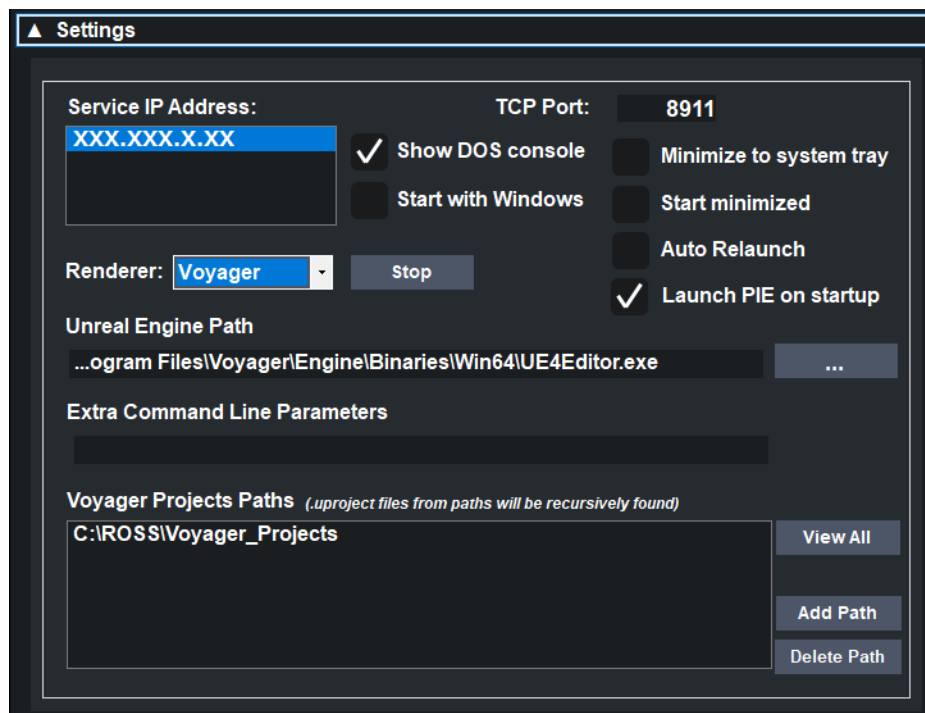 ▲ Settings
Service IP Address:
TCP Port: 8911
XXX.XXX.X.XX
Show DOS console
Minimize to system tray
Start with Windows
Start minimized
Auto Relaunch
Renderer: Voyager
Stop
Launch PIE on startup
Unreal Engine Path
...ogram Files\Voyager\Engine\Binaries\Win64\UE4Editor.exe
...
Extra Command Line Parameters
Voyager Projects Paths (.uproject files from paths will be recursively found)
C:\ROSS\Voyager_Projects
View All
Add Path
Delete Path